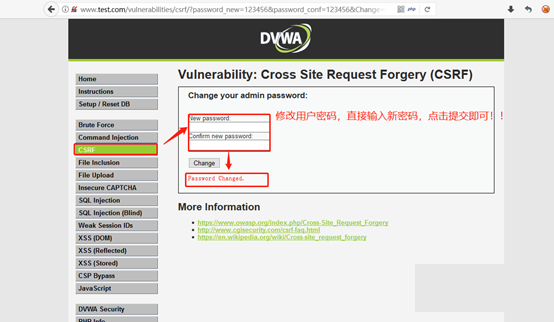 www.test.com/vulnerabilities/csrf/?password_new=123456&password_conf=123456&Change=
php
DVWA
Home
Instructions
Setup / Reset DB
Brute Force
Command Injection
CSRF
File Inclusion
File Upload
Insecure CAPTCHA
SQL Injection
SQL Injection (Blind)
Weak Session IDs
XSS (DOM)
XSS (Reflected)
XSS (Stored)
CSP Bypass
JavaScript
DVWA Security
PHP Info
Vulnerability: Cross Site Request Forgery (CSRF)
Change your admin password:
New password:
修改用户密码，直接输入新密码，点击提交即可！！
Confirm new password:
Change
Password Changed.
More Information
https://www.owasp.org/index.php/Cross-Site_Request_Forgery
http://www.cgisecurity.com/csrf-faq.html
https://en.wikipedia.org/wiki/Cross-site_request_forgery